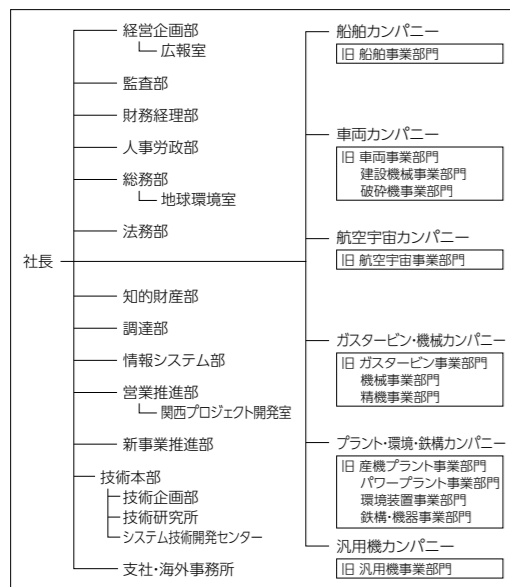 社長
経営企画部
広報室
監査部
財務経理部
人事労政部
総務部
地球環境室
法務部
知的財産部
調達部
情報システム部
営業推進部
関西プロジェクト開発室
新事業推進部
技術本部
技術企画部
技術研究所
システム技術開発センター
支社・海外事務所
船舶カンパニー
旧 船舶事業部門
車両カンパニー
旧 車両事業部門
建設機械事業部門
破砕機事業部門
航空宇宙カンパニー
旧 航空宇宙事業部門
ガスタービン・機械カンパニー
旧 ガスタービン事業部門
機械事業部門
精機事業部門
プラント・環境・鉄構カンパニー
旧 産機プラント事業部門
パワープラント事業部門
環境装置事業部門
鉄構・機器事業部門
汎用機カンパニー
旧 汎用機事業部門